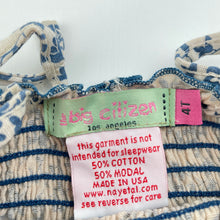 citizen
los angeles.
4T
this garment is not
intended for sleepwear
50% COTTON
50% MODAL
MADE IN USA
www.nayetal.com
see reverse for care